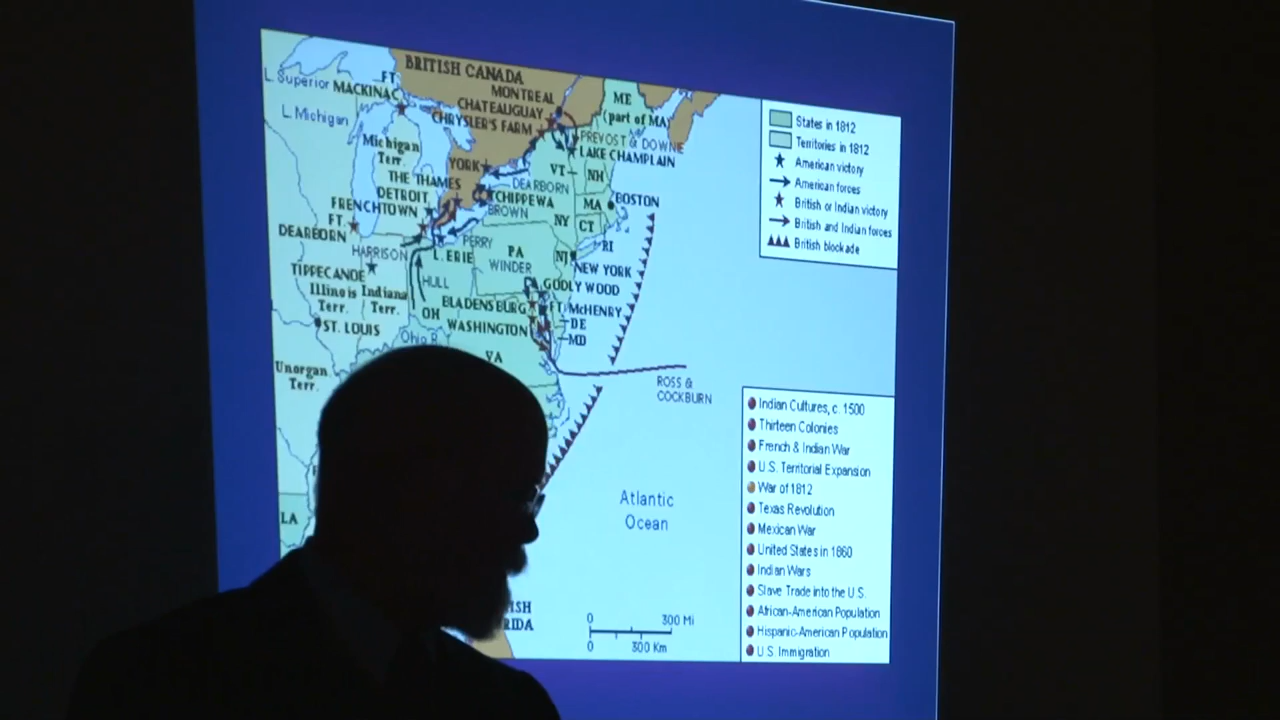 BRITISH CANADA
L. Superior
FT.
MACKINAC
L. Michigan
MONTREAL
CHATEAUGUAY
CHRYSLER'S FARM
ME
(part of MA)
PREVOST & DOWNE
LAKE CHAMPLAIN
Michigan
Terr.
YORK
THE THAMES
DETROIT
FRENCHTOWN
DEARBORN
CHIPPEWA
BROWN
VT
NH
MA
BOSTON
NY
CT
RI
FT.
DEARBORN
HARRISON
PERRY
L. ERIE
PA
WINDER
NJ
NEW YORK
TIPPECANOE
HULL
GODLY WOOD
Illinois
Terr.
Indiana
Terr.
OH
BLADENSBURG
FT. McHENRY
WASHINGTON
DE
MD
ST. LOUIS
Ohio R.
VA
Unorgan.
Terr.
ROSS &
COCKBURN
LA
Atlantic
Ocean
ISH
RIDA
0 300 Mi
0 300 Km
States in 1812
Territories in 1812
American victory
American forces
British or Indian victory
British and Indian forces
British blockade
Indian Cultures, c. 1500
Thirteen Colonies
French & Indian War
U.S. Territorial Expansion
War of 1812
Texas Revolution
Mexican War
United States in 1860
Indian Wars
Slave Trade into the U.S.
African-American Population
Hispanic-American Population
U.S. Immigration